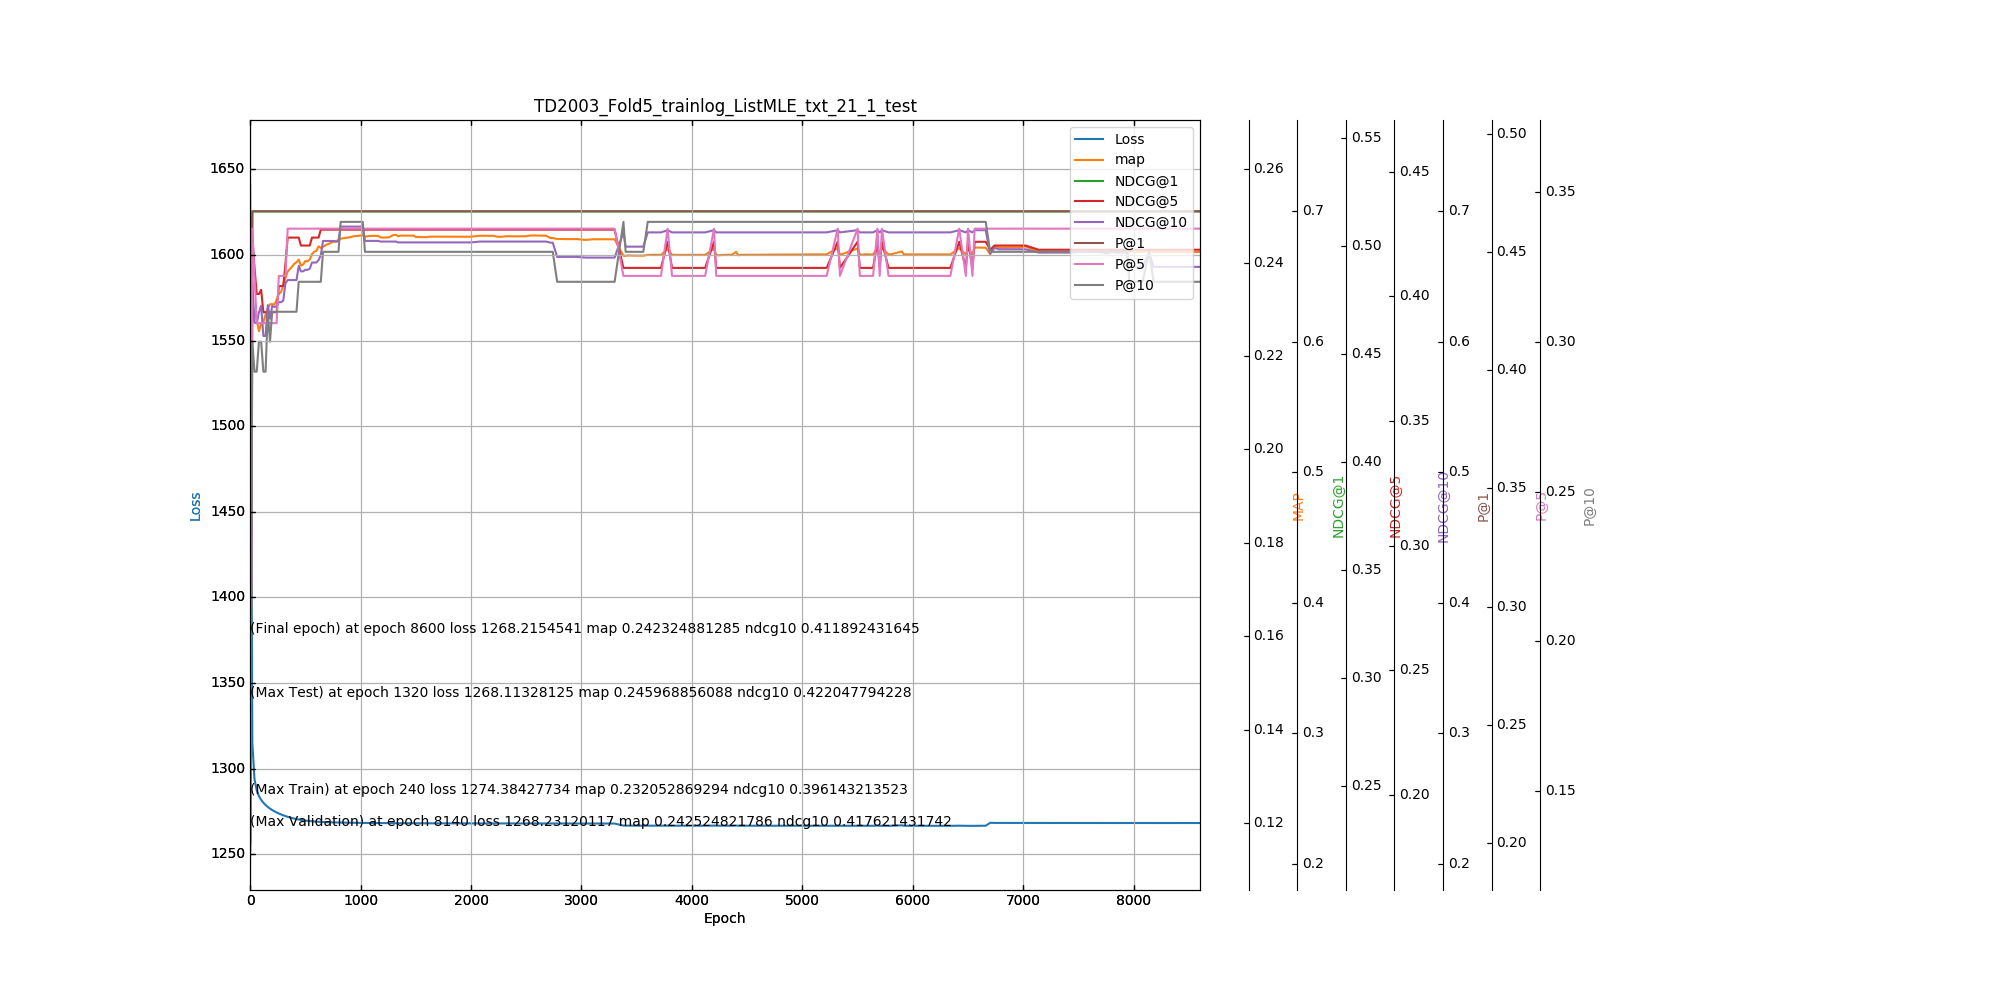 TD2003_Fold5_trainlog_ListMLE_txt_21_1_test
Loss
map
NDCG@1
NDCG@5
NDCG@10
P@1
P@5
P@10
1650
1600
1550
1500
1450
1400
1350
1300
1250
Loss
(Final epoch) at epoch 8600 loss 1268.2154541 map 0.242324881285 ndcg10 0.411892431645
(Max Test) at epoch 1320 loss 1268.11328125 map 0.245968856088 ndcg10 0.422047794228
(Max Train) at epoch 240 loss 1274.38427734 map 0.232052869294 ndcg10 0.396143213523
(Max Validation) at epoch 8140 loss 1268.23120117 map 0.242524821786 ndcg10 0.417621431742
0 1000 2000 3000 4000 5000 6000 7000 8000
Epoch
0.26
0.24
0.22
0.20
0.18
0.16
0.14
0.12
MAP
0.7
0.6
0.5
0.4
0.3
0.2
NDCG@1
0.55
0.50
0.45
0.40
0.35
0.30
0.25
NDCG@5
0.45
0.40
0.35
0.30
0.25
0.20
NDCG@10
0.7
0.6
0.5
0.4
0.3
0.2
P@1
0.50
0.45
0.40
0.35
0.30
0.25
0.20
P@5
0.35
0.30
0.25
0.20
0.15
P@10